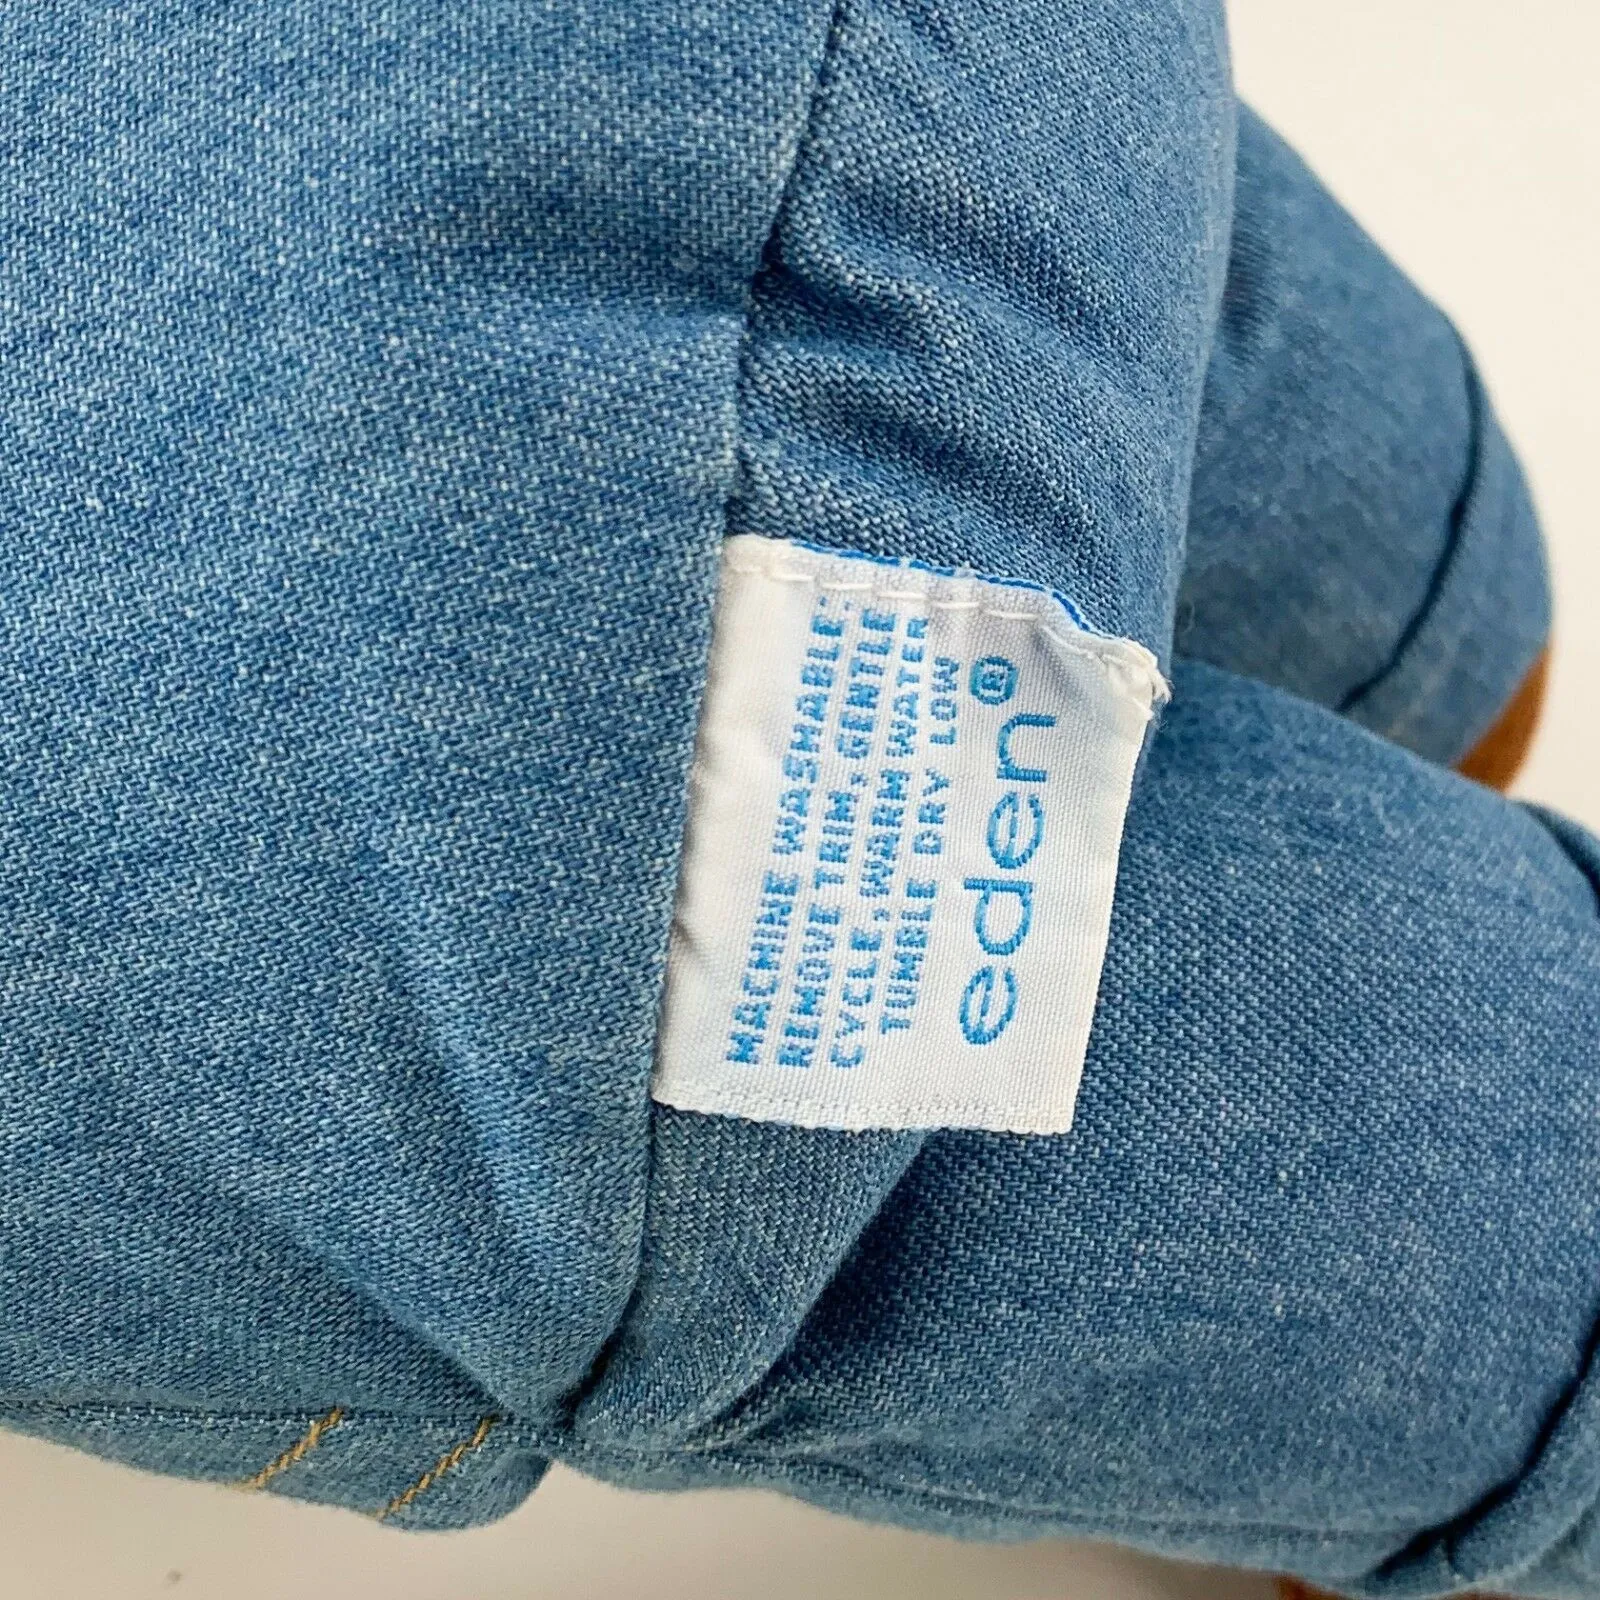 MACHINE WASHABLE.
REMOVE TRIM, GENTLE
CYCLE, WARM WATER
TUMBLE DRY LOW
eden®